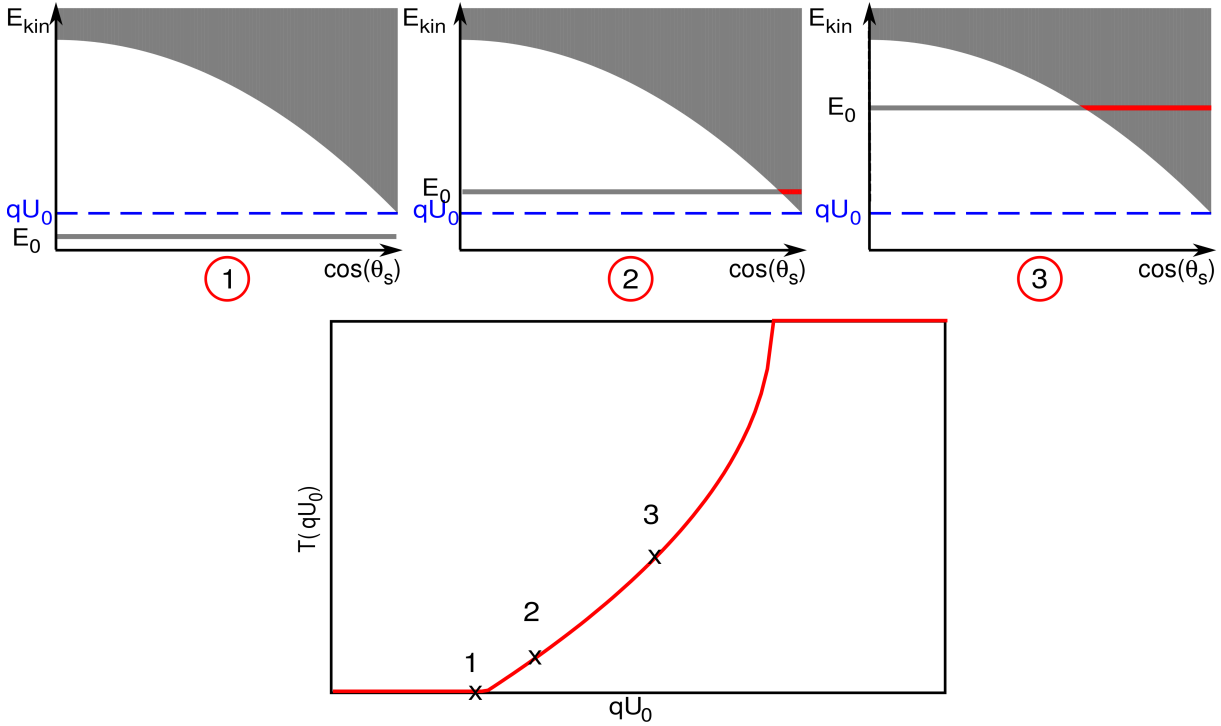 E_kin
qU_0
E_0
cos(θ_s)
1
E_kin
E_0
qU_0
cos(θ_s)
2
E_kin
E_0
qU_0
cos(θ_s)
3
T(qU_0)
3
2
1
qU_0